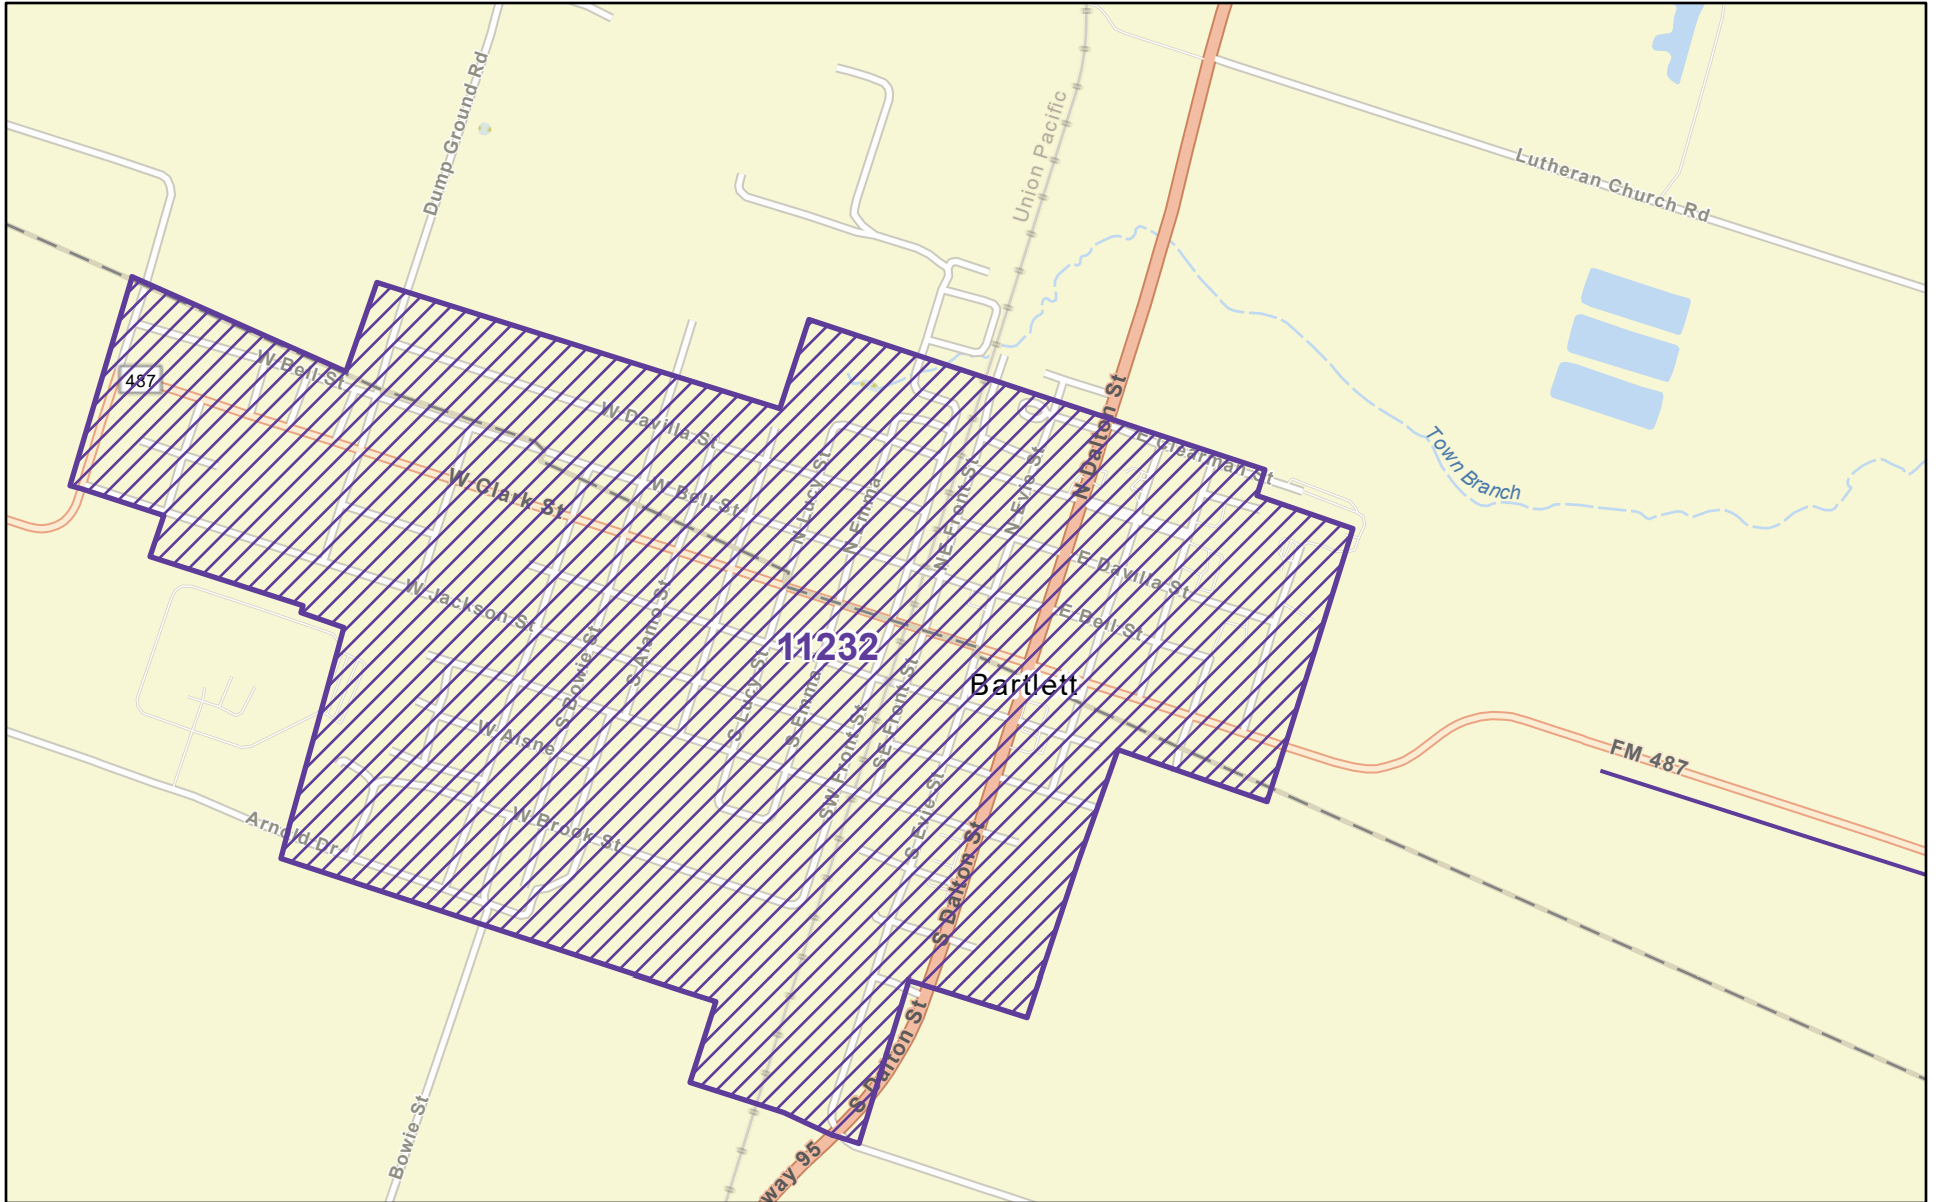 Dump Ground Rd
Union Pacific
Lutheran Church Rd
W Bell St
487
W Davilla St
N Dalton St
E Clearman St
Town Branch
W Clark St
W Bell St
N Lucy St
N Emma
NE Front St
N Evie St
E Davilla St
W Jackson St
E Bell St
S Alamo St
S Bowie St
11232
Bartlett
S Lucy St
S Emma
SE Front St
W Aisne
SW Front St
FM 487
Arnold Dr
W Brook St
S Evie St
S Dalton St
S Dalton St
Bowie St
way 95